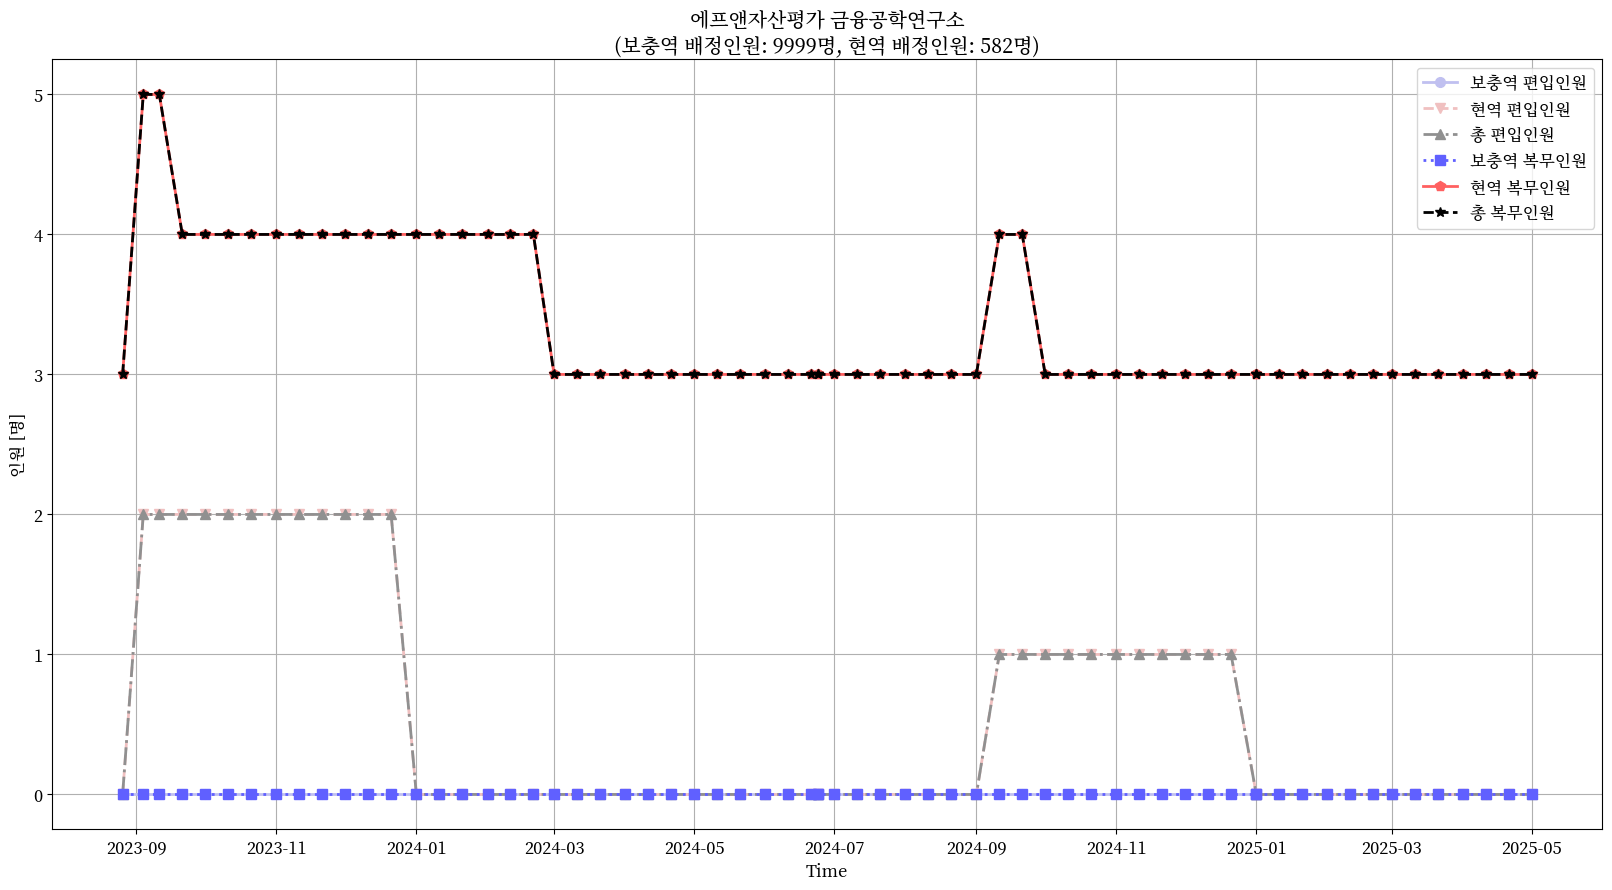 에프앤자산평가 금융공학연구소
(보충역 배정인원: 9999명, 현역 배정인원: 582명)
보충역 편입인원
현역 편입인원
총 편입인원
보충역 복무인원
현역 복무인원
총 복무인원
인원 [명]
5
4
3
2
1
0
2023-09
2023-11
2024-01
2024-03
2024-05
2024-07
2024-09
2024-11
2025-01
2025-03
2025-05
Time